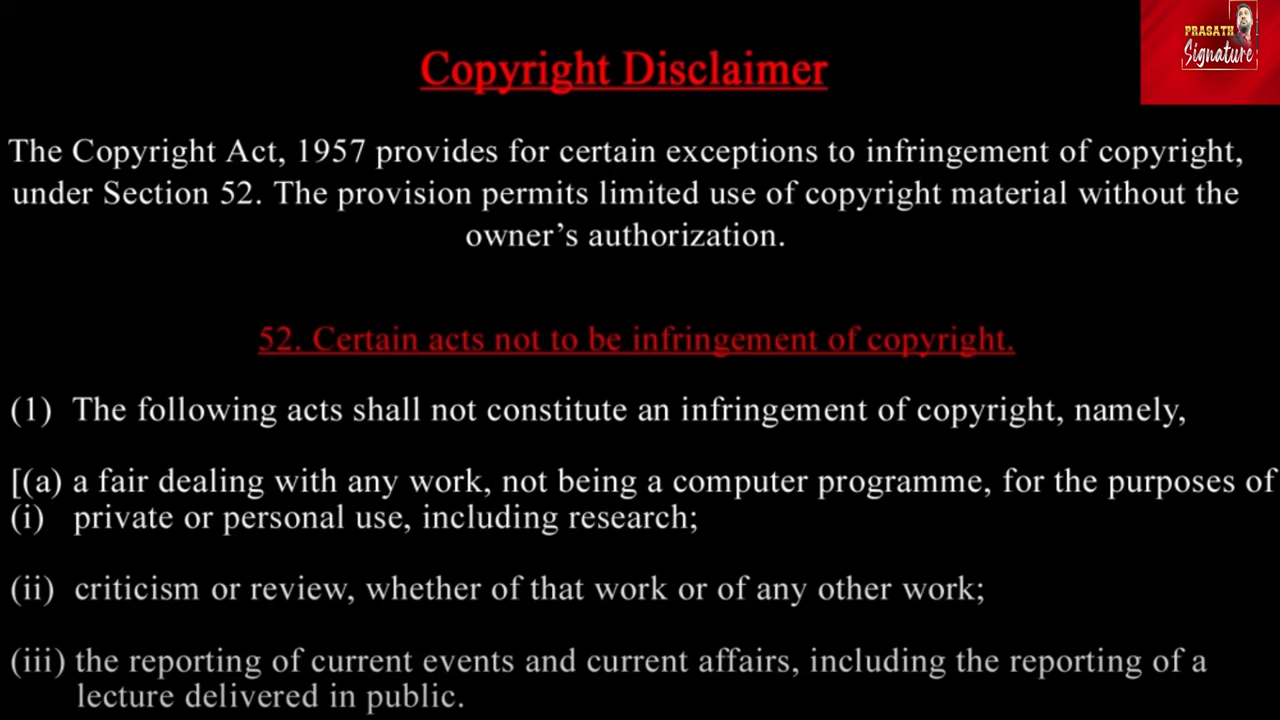 PRASATH
Signature
Copyright Disclaimer
The Copyright Act, 1957 provides for certain exceptions to infringement of copyright,
under Section 52. The provision permits limited use of copyright material without the
owner’s authorization.
52. Certain acts not to be infringement of copyright.
(1) The following acts shall not constitute an infringement of copyright, namely,
[(a) a fair dealing with any work, not being a computer programme, for the purposes of
(i) private or personal use, including research;
(ii) criticism or review, whether of that work or of any other work;
(iii) the reporting of current events and current affairs, including the reporting of a
lecture delivered in public.